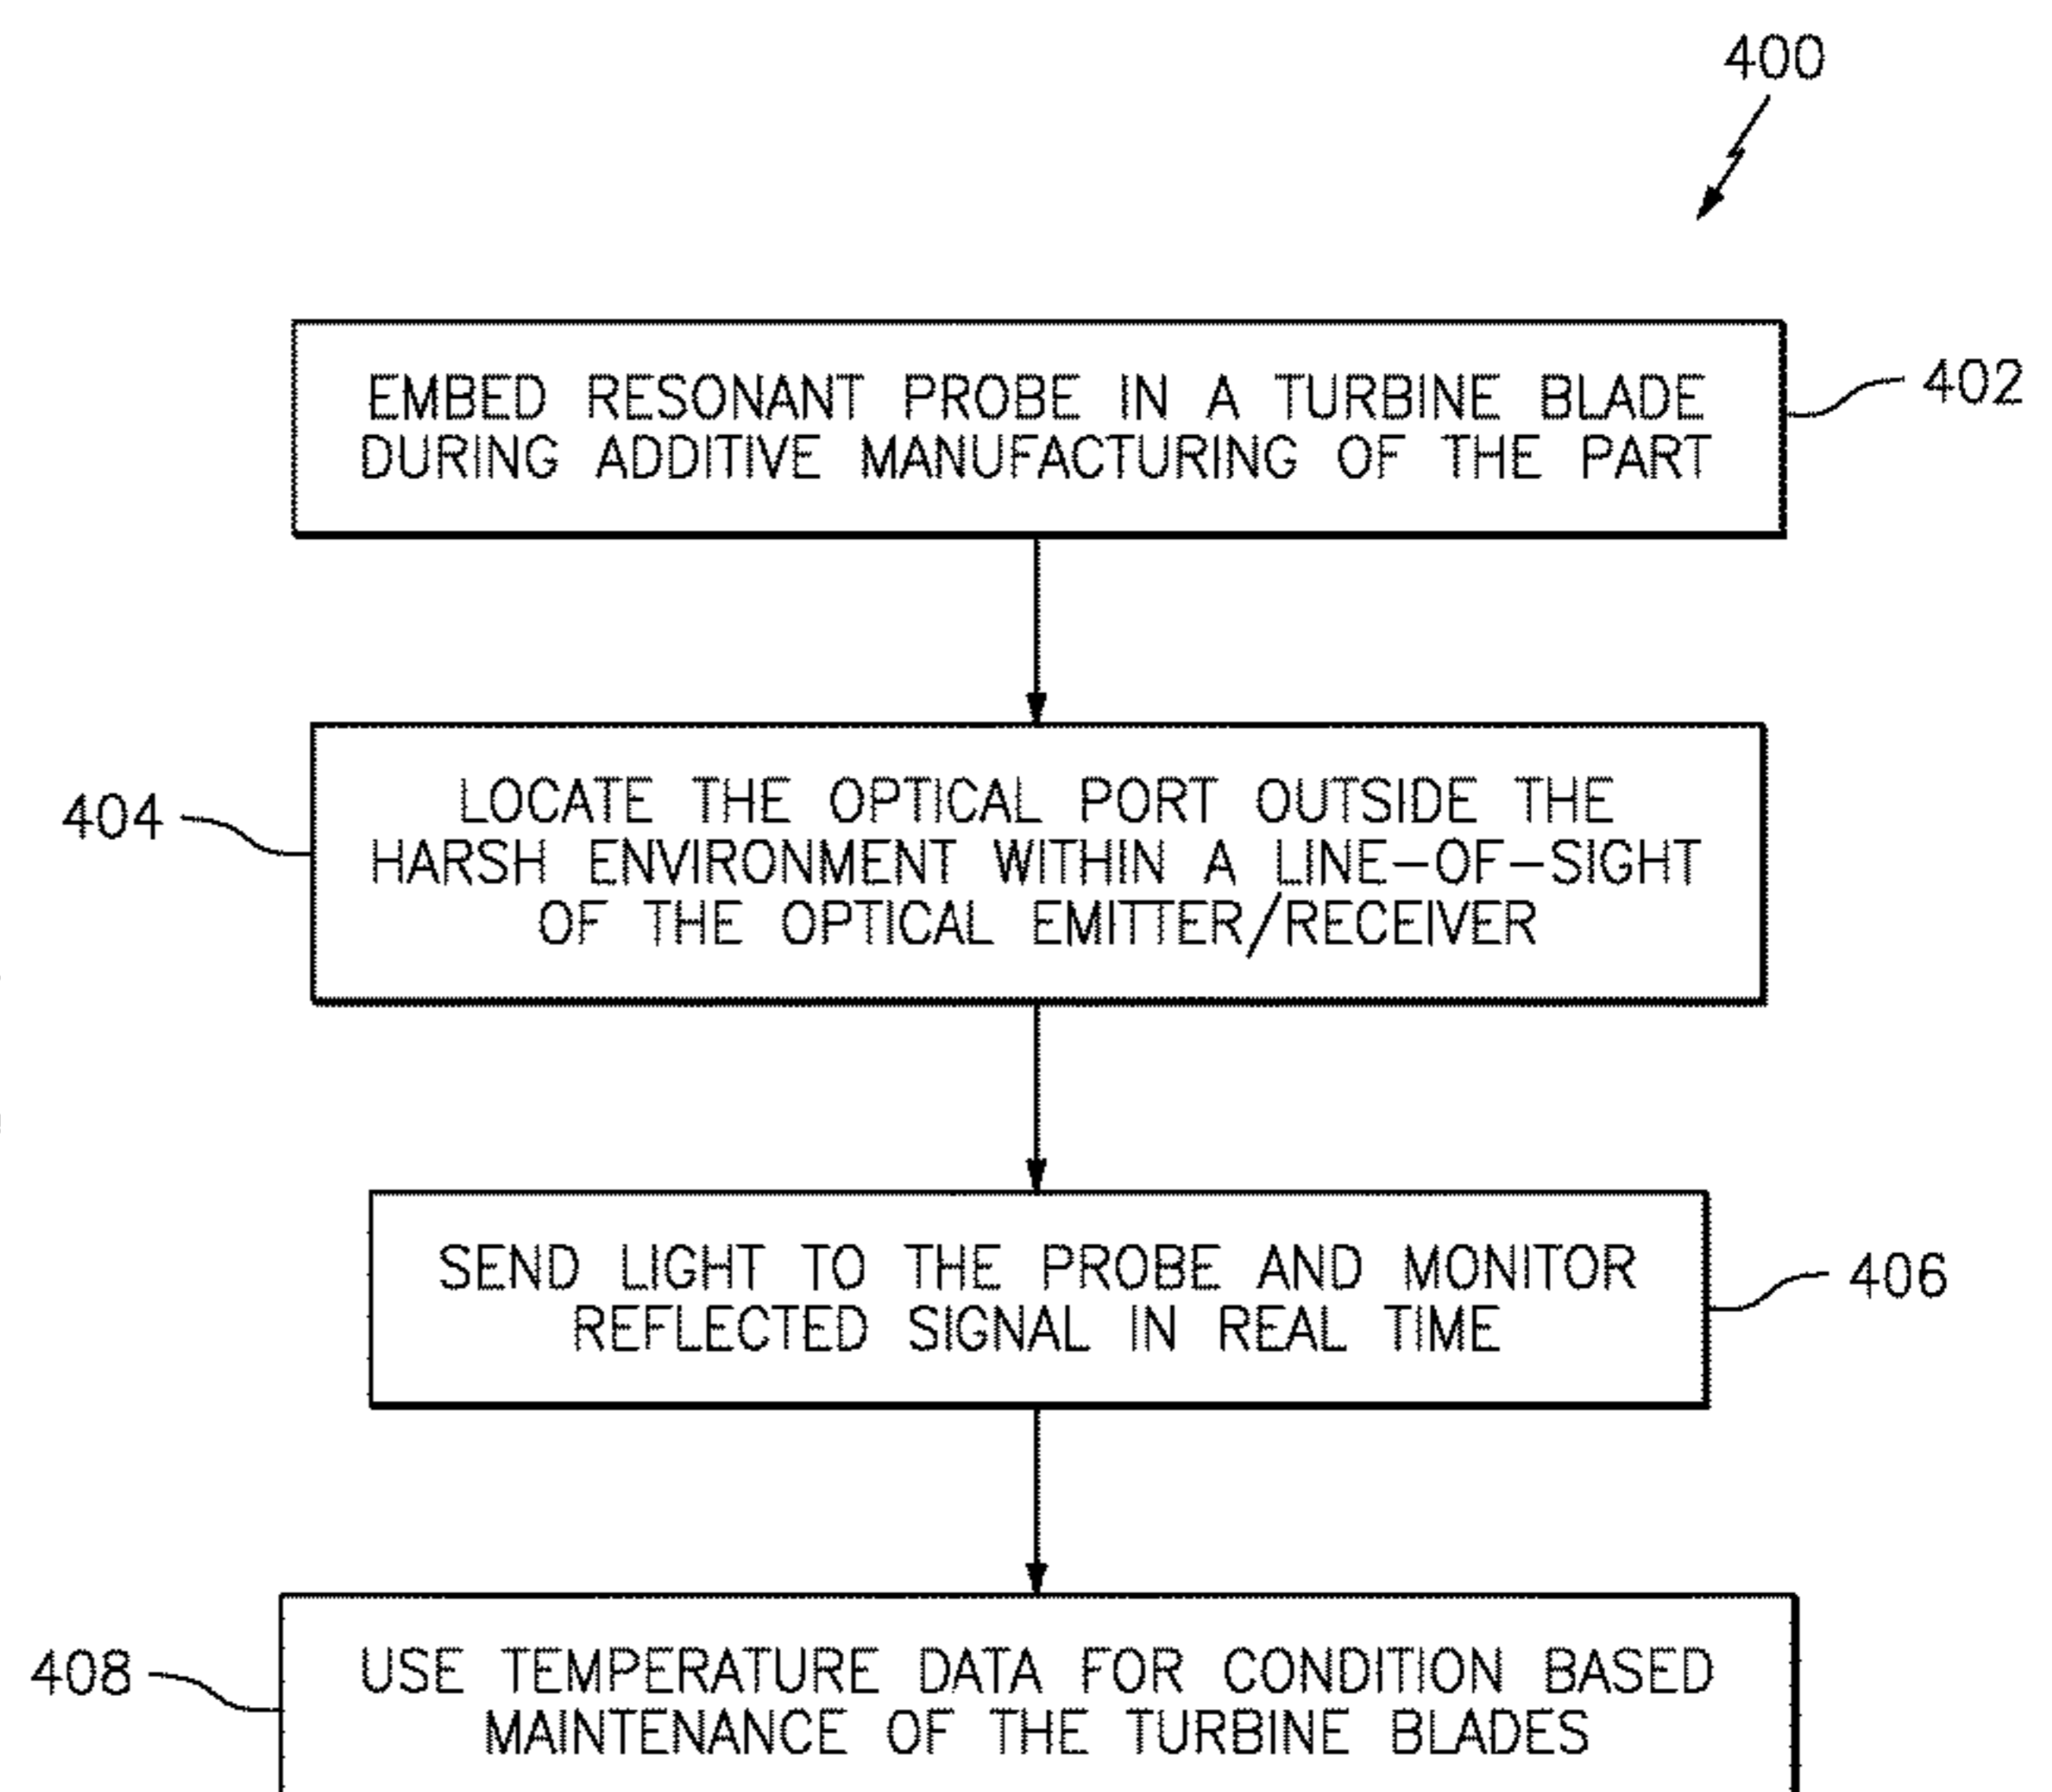 400
EMBED RESONANT PROBE IN A TURBINE BLADE
DURING ADDITIVE MANUFACTURING OF THE PART
402
LOCATE THE OPTICAL PORT OUTSIDE THE
HARSH ENVIRONMENT WITHIN A LINE-OF-SIGHT
OF THE OPTICAL EMITTER/RECEIVER
404
SEND LIGHT TO THE PROBE AND MONITOR
REFLECTED SIGNAL IN REAL TIME
406
USE TEMPERATURE DATA FOR CONDITION BASED
MAINTENANCE OF THE TURBINE BLADES
408